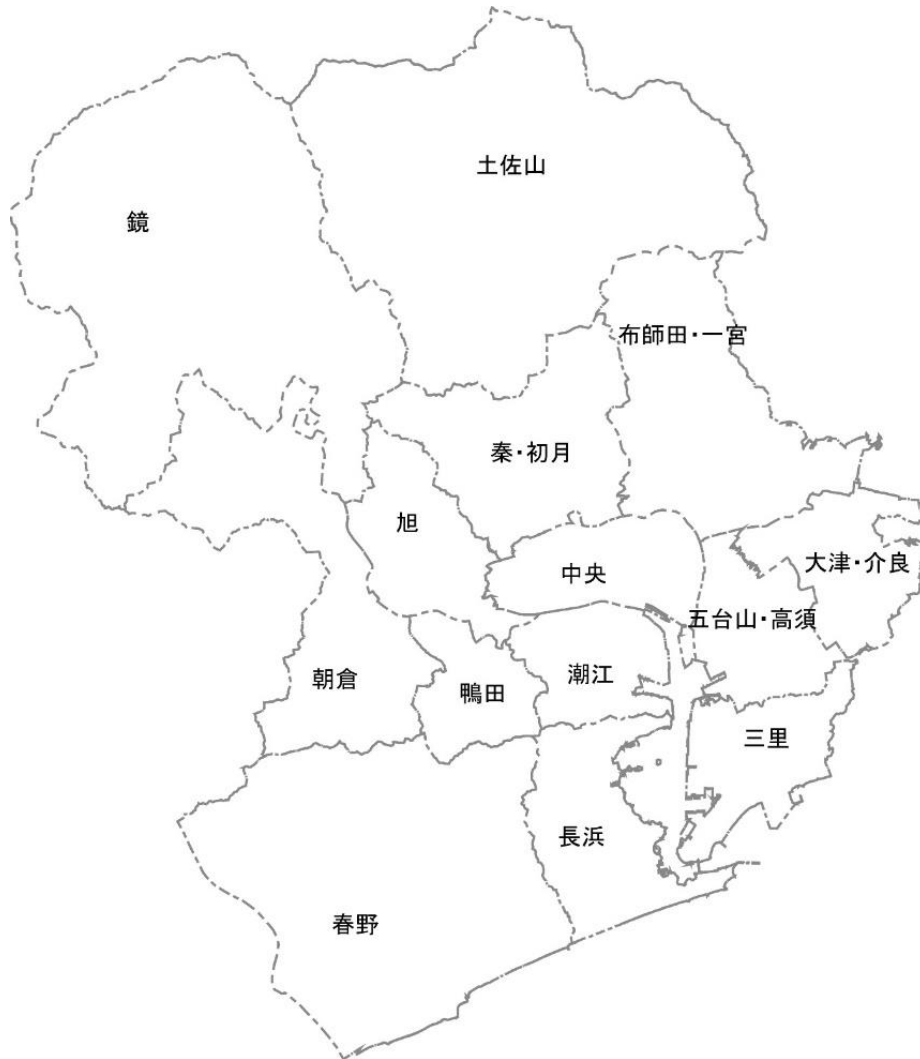 土佐山
鏡
布師田・一宮
秦・初月
旭
中央
大津・介良
五台山・高須
朝倉
鴨田
潮江
三里
長浜
春野